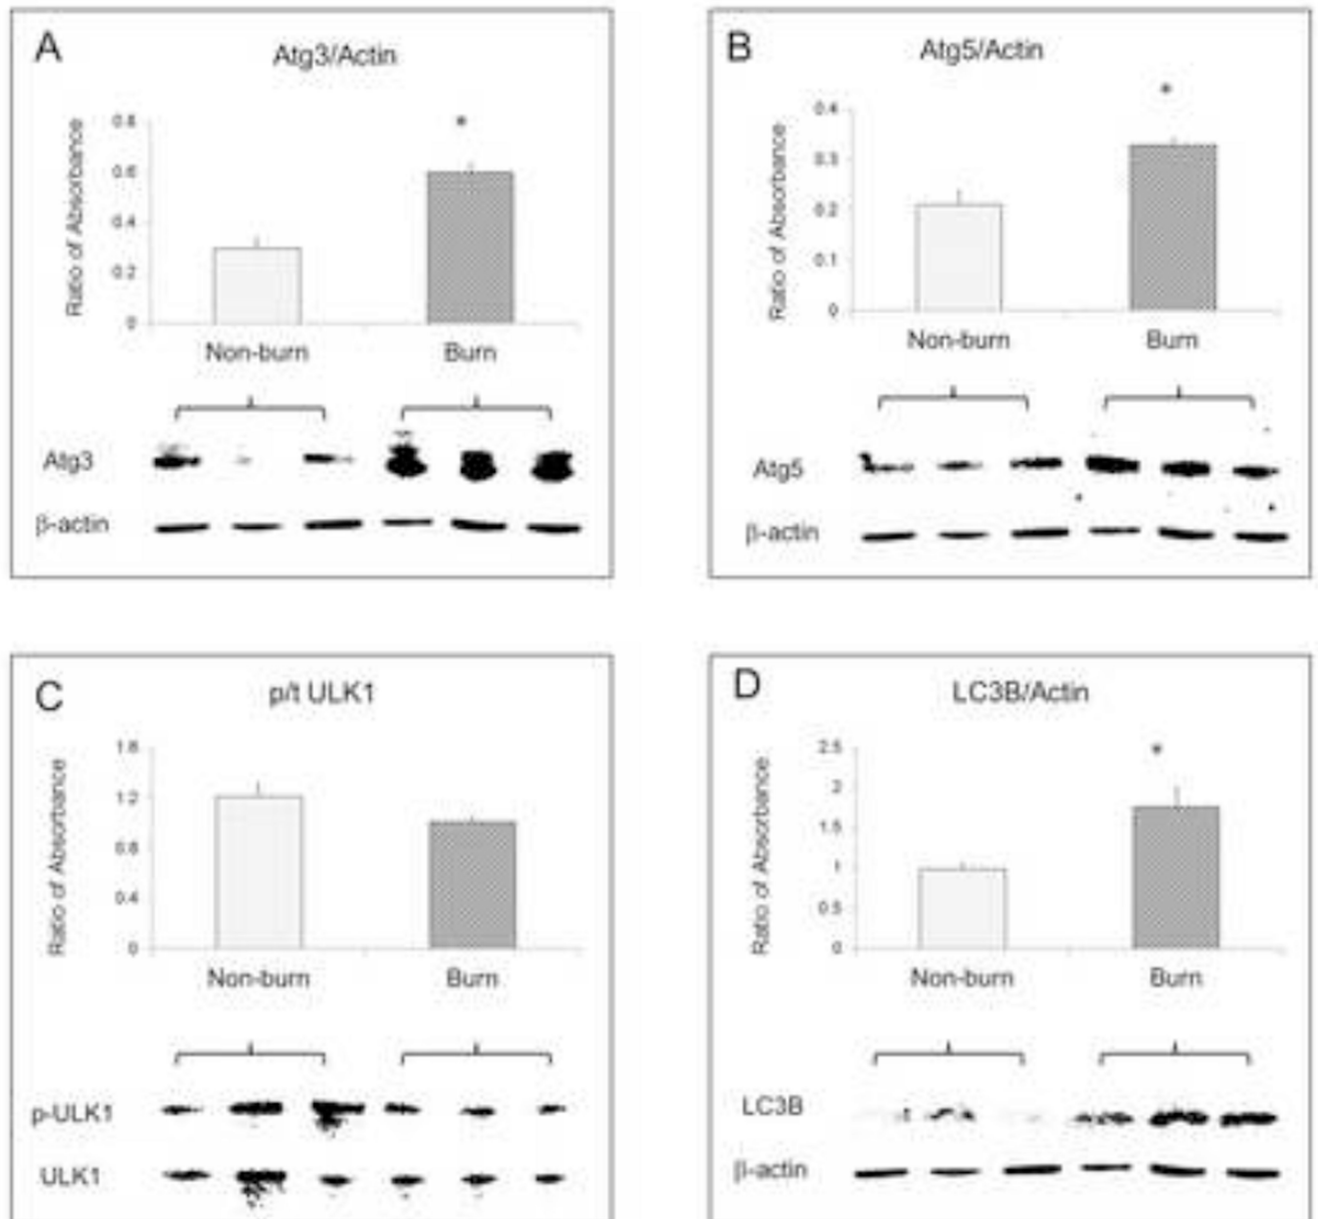 A
Atg3/Actin
Ratio of Absorbance
0.8
*
0.6
0.4
0.2
0
Non-burn
Burn
Atg3
β-actin
B
Atg5/Actin
Ratio of Absorbance
0.4
*
0.3
0.2
0.1
0
Non-burn
Burn
Atg5
β-actin
C
p/t ULK1
Ratio of Absorbance
1.6
1.2
0.8
0.4
0
Non-burn
Burn
p-ULK1
ULK1
D
LC3B/Actin
Ratio of Absorbance
2.5
*
2
1.5
1
0.5
0
Non-burn
Burn
LC3B
β-actin